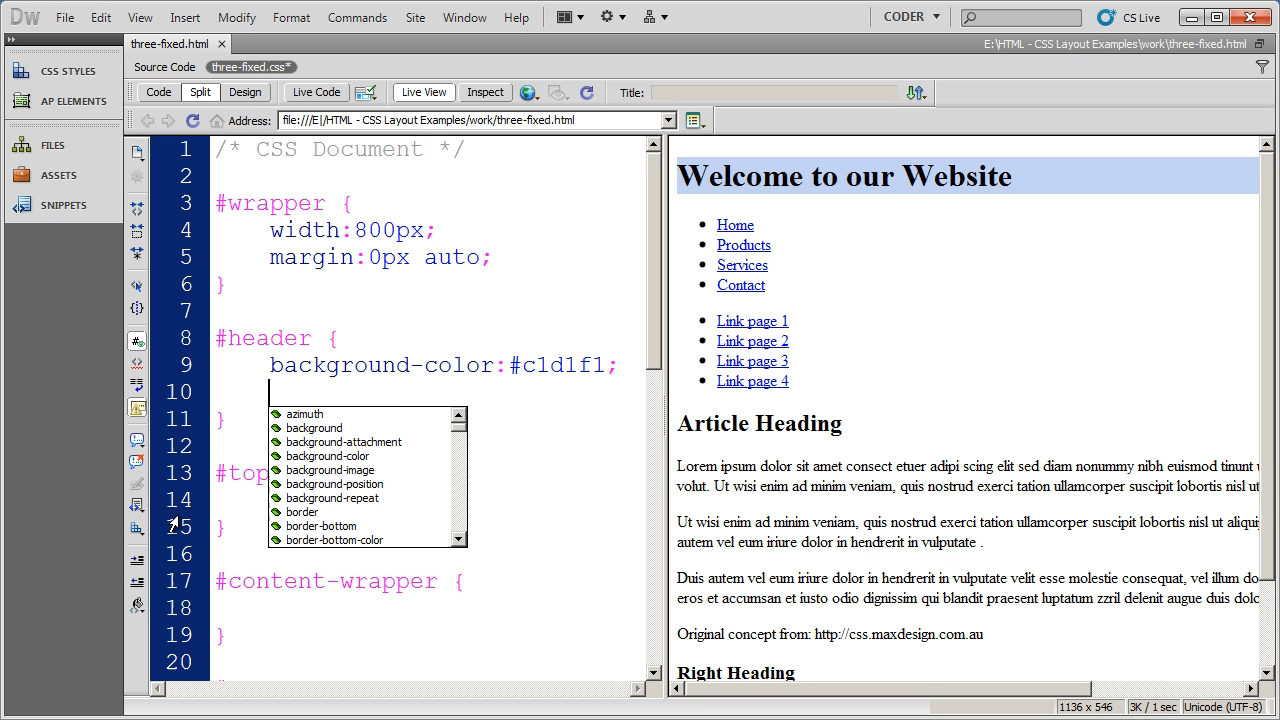 Dw File Edit View Insert Modify Format Commands Site Window Help CODER CS Live
three-fixed.html E:\HTML - CSS Layout Examples\work\three-fixed.html
Source Code three-fixed.css*
Code Split Design Live Code Live View Inspect Title:
Address: file:///E|/HTML - CSS Layout Examples/work/three-fixed.html
CSS STYLES
AP ELEMENTS
FILES
ASSETS
SNIPPETS
1 /* CSS Document */
2
3 #wrapper {
4 width:800px;
5 margin:0px auto;
6 }
7
8 #header {
9 background-color:#c1d1f1;
10
11 }
12
13 #top
14
15 }
16
17 #content-wrapper {
18
19 }
20
azimuth
background
background-attachment
background-color
background-image
background-position
background-repeat
border
border-bottom
border-bottom-color
Welcome to our Website
• Home
• Products
• Services
• Contact
• Link page 1
• Link page 2
• Link page 3
• Link page 4
Article Heading
Lorem ipsum dolor sit amet consect etuer adipi scing elit sed diam nonummy nibh euismod tinunt
volut. Ut wisi enim ad minim veniam, quis nostrud exerci tation ullamcorper suscipit lobortis nisl ut
Ut wisi enim ad minim veniam, quis nostrud exerci tation ullamcorper suscipit lobortis nisl ut aliqui
autem vel eum iriure dolor in hendrerit in vulputate .
Duis autem vel eum iriure dolor in hendrerit in vulputate velit esse molestie consequat, vel illum do
eros et accumsan et iusto odio dignissim qui blandit praesent luptatum zzril delenit augue duis dolo
Original concept from: http://css.maxdesign.com.au
Right Heading
1136 x 546 3K / 1 sec Unicode (UTF-8)